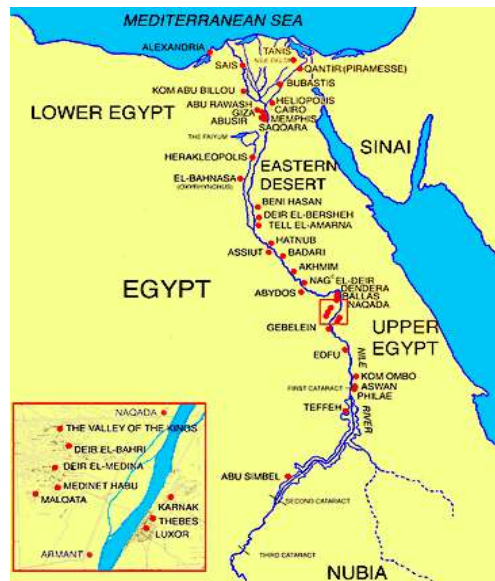 MEDITERRANEAN SEA
ALEXANDRIA
TANIS
NILE DELTA
SAIS
QANTIR (PIRAMESSE)
BUBASTIS
KOM ABU BILLOU
LOWER EGYPT
ABU RAWASH
HELIOPOLIS
GIZA
CAIRO
ABUSIR
MEMPHIS
SAQQARA
THE FAIYUM
SINAI
HERAKLEOPOLIS
EASTERN
DESERT
EL-BAHNASA
(OXYRHYNCHUS)
BENI HASAN
DEIR EL-BERSHEH
TELL EL-AMARNA
HATNUB
ASSIUT
BADARI
AKHMIM
EGYPT
NAG' EL-DEIR
DENDERA
ABYDOS
BALLAS
NAQADA
GEBELEIN
UPPER
EGYPT
EDFU
NILE
RIVER
KOM OMBO
FIRST CATARACT
ASWAN
PHILAE
TEFFEH
ABU SIMBEL
SECOND CATARACT
THIRD CATARACT
NUBIA
NAQADA
THE VALLEY OF THE KINGS
DEIR EL-BAHRI
DEIR EL-MEDINA
MEDINET HABU
MALQATA
KARNAK
THEBES
LUXOR
ARMANT